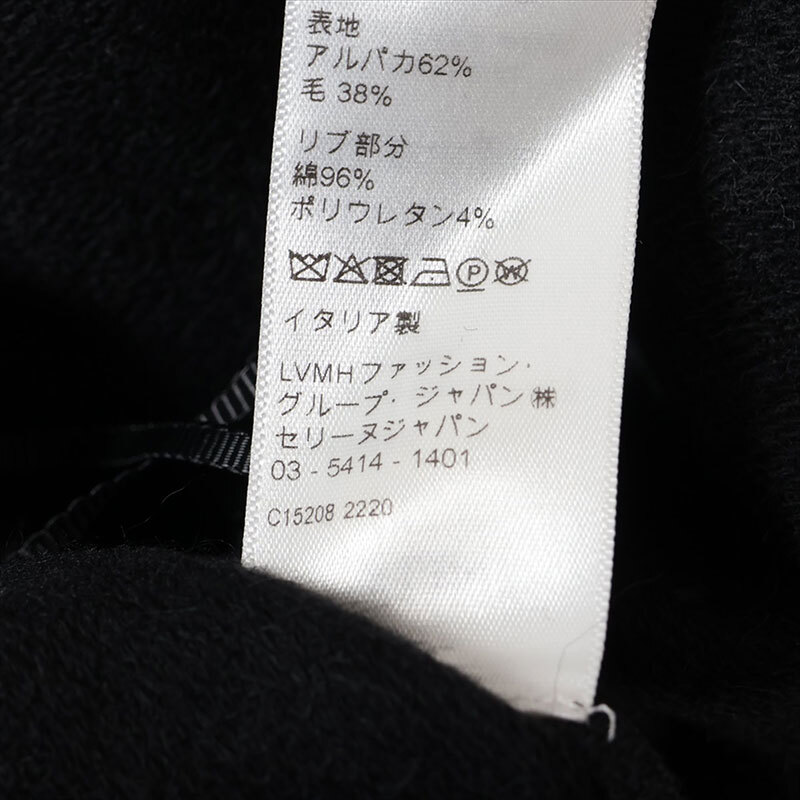 表地
アルパカ62%
毛 38%
リブ部分
綿96%
ポリウレタン4%
P W
イタリア製
LVMHファッション・
グループ・ジャパン㈱
セリーヌジャパン
03 - 5414 - 1401
C15208 2220